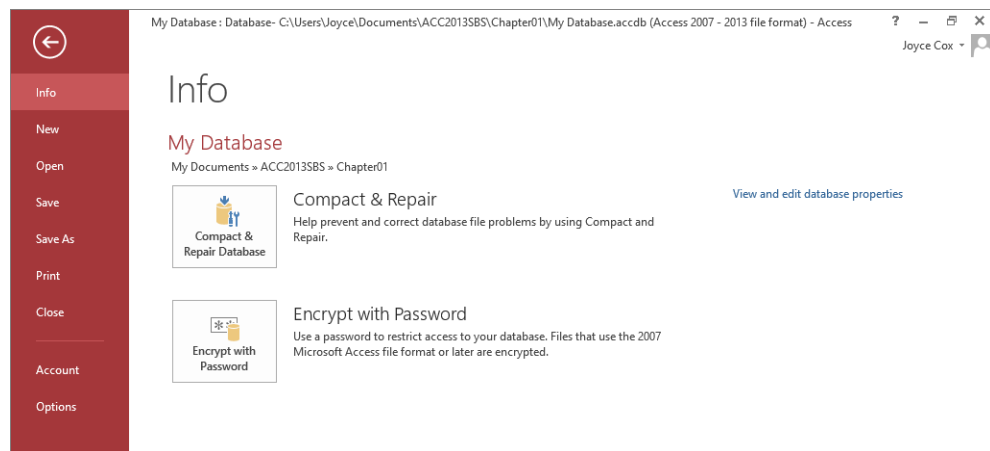 My Database : Database- C:\Users\Joyce\Documents\ACC2013SBS\Chapter01\My Database.accdb (Access 2007 - 2013 file format) - Access
?
Joyce Cox
Info
New
Open
Save
Save As
Print
Close
Account
Options
Info
My Database
My Documents » ACC2013SBS » Chapter01
Compact &
Repair Database
Compact & Repair
Help prevent and correct database file problems by using Compact and
Repair.
View and edit database properties
Encrypt with
Password
Encrypt with Password
Use a password to restrict access to your database. Files that use the 2007
Microsoft Access file format or later are encrypted.